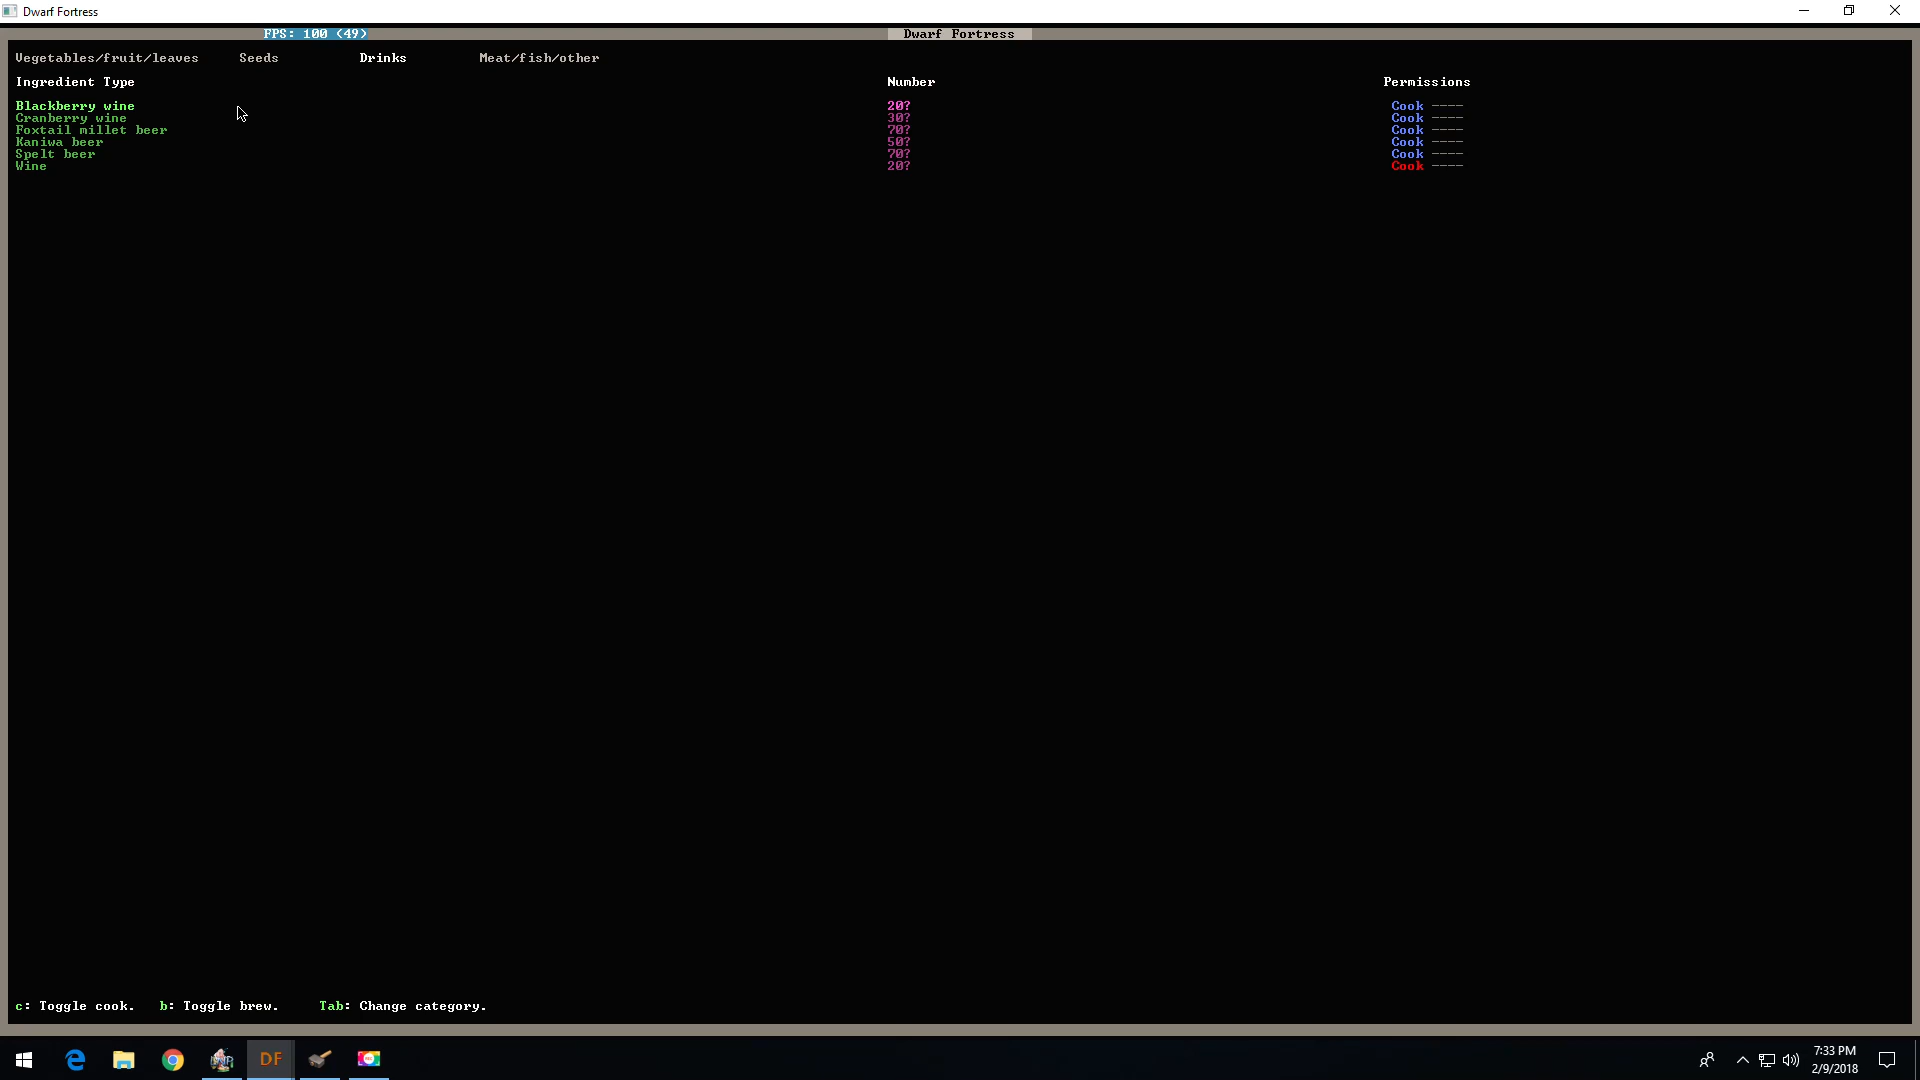 Dwarf Fortress
FPS: 100 (49) Dwarf Fortress
Vegetables/fruit/leaves Seeds Drinks Meat/fish/other
Ingredient Type Number Permissions
Blackberry wine 20? Cook ----
Cranberry wine 30? Cook ----
Foxtail millet beer 70? Cook ----
Kaniwa beer 50? Cook ----
Spelt beer 70? Cook ----
Wine 20? Cook ----
c: Toggle cook. b: Toggle brew. Tab: Change category.
DF
7:33 PM
2/9/2018